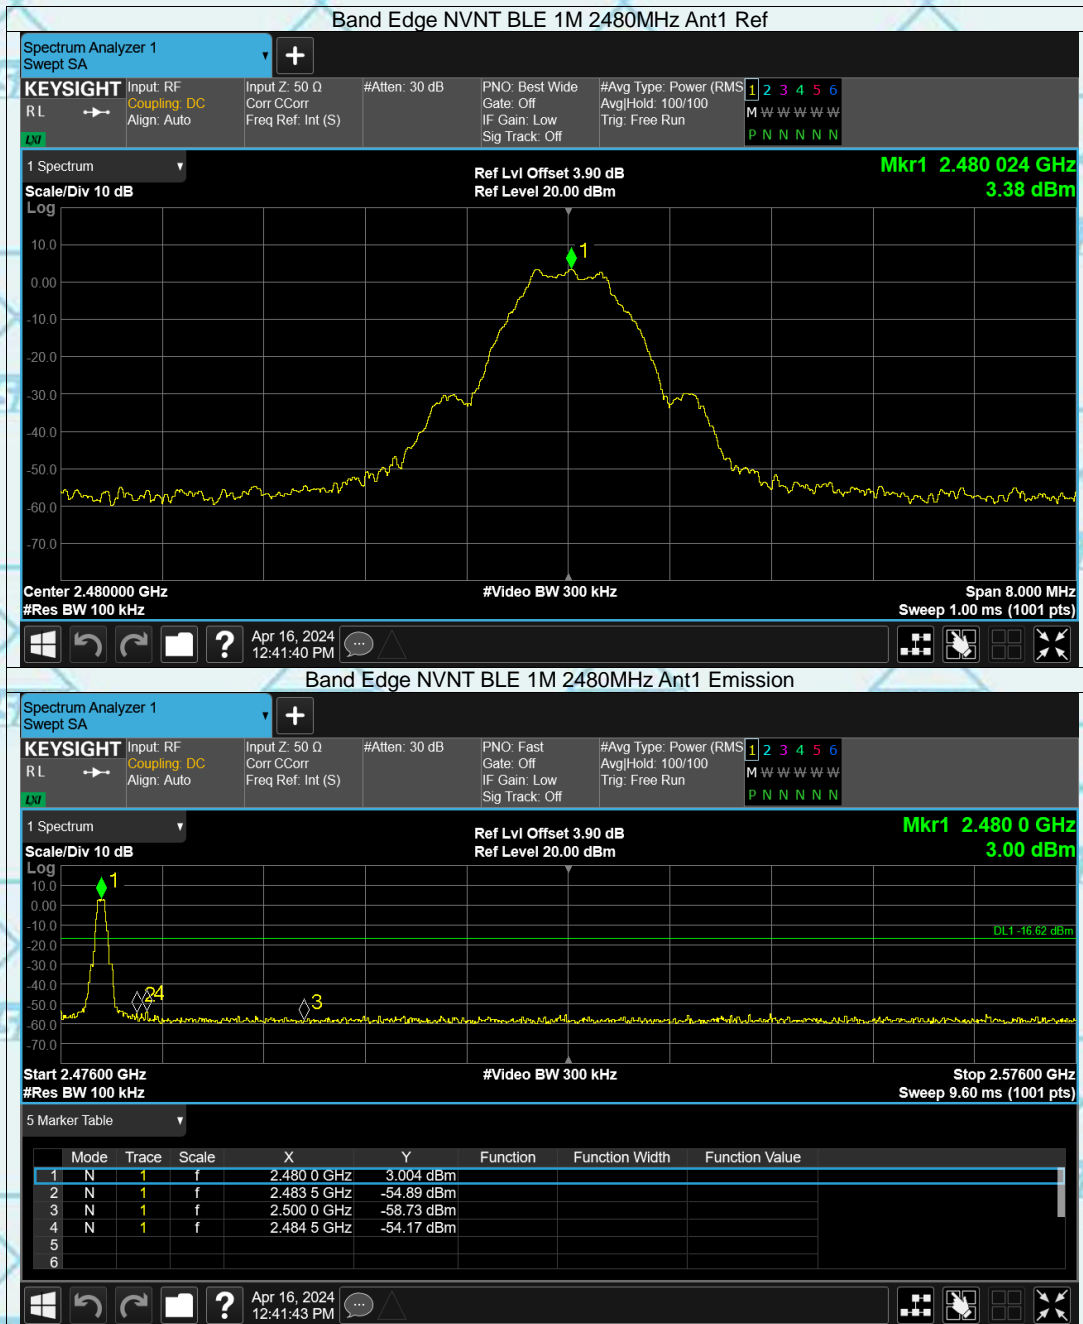 Band Edge NVNT BLE 1M 2480MHz Ant1 Ref
Spectrum Analyzer 1
Swept SA
+
KEYSIGHT
R L
LXI
Input: RF
Coupling: DC
Align: Auto
Input Z: 50 Ω
Corr CCorr
Freq Ref: Int (S)
#Atten: 30 dB
PNO: Best Wide
Gate: Off
IF Gain: Low
Sig Track: Off
#Avg Type: Power (RMS
Avg|Hold: 100/100
Trig: Free Run
1 2 3 4 5 6
M W W W W W
P N N N N N
1 Spectrum
Scale/Div 10 dB
Ref Lvl Offset 3.90 dB
Ref Level 20.00 dBm
Mkr1 2.480 024 GHz
3.38 dBm
Log
10.0
0.00
-10.0
-20.0
-30.0
-40.0
-50.0
-60.0
-70.0
1
Center 2.480000 GHz
#Res BW 100 kHz
#Video BW 300 kHz
Span 8.000 MHz
Sweep 1.00 ms (1001 pts)
?
Apr 16, 2024
12:41:40 PM
Band Edge NVNT BLE 1M 2480MHz Ant1 Emission
Spectrum Analyzer 1
Swept SA
+
KEYSIGHT
R L
LXI
Input: RF
Coupling: DC
Align: Auto
Input Z: 50 Ω
Corr CCorr
Freq Ref: Int (S)
#Atten: 30 dB
PNO: Fast
Gate: Off
IF Gain: Low
Sig Track: Off
#Avg Type: Power (RMS
Avg|Hold: 100/100
Trig: Free Run
1 2 3 4 5 6
M W W W W W
P N N N N N
1 Spectrum
Scale/Div 10 dB
Ref Lvl Offset 3.90 dB
Ref Level 20.00 dBm
Mkr1 2.480 0 GHz
3.00 dBm
Log
10.0
0.00
-10.0
-20.0
-30.0
-40.0
-50.0
-60.0
-70.0
1
DL1 -16.62 dBm
2 4
3
Start 2.47600 GHz
#Res BW 100 kHz
#Video BW 300 kHz
Stop 2.57600 GHz
Sweep 9.60 ms (1001 pts)
5 Marker Table
Mode Trace Scale X Y Function Function Width Function Value
1 N 1 f 2.480 0 GHz 3.004 dBm
2 N 1 f 2.483 5 GHz -54.89 dBm
3 N 1 f 2.500 0 GHz -58.73 dBm
4 N 1 f 2.484 5 GHz -54.17 dBm
5
6
?
Apr 16, 2024
12:41:43 PM